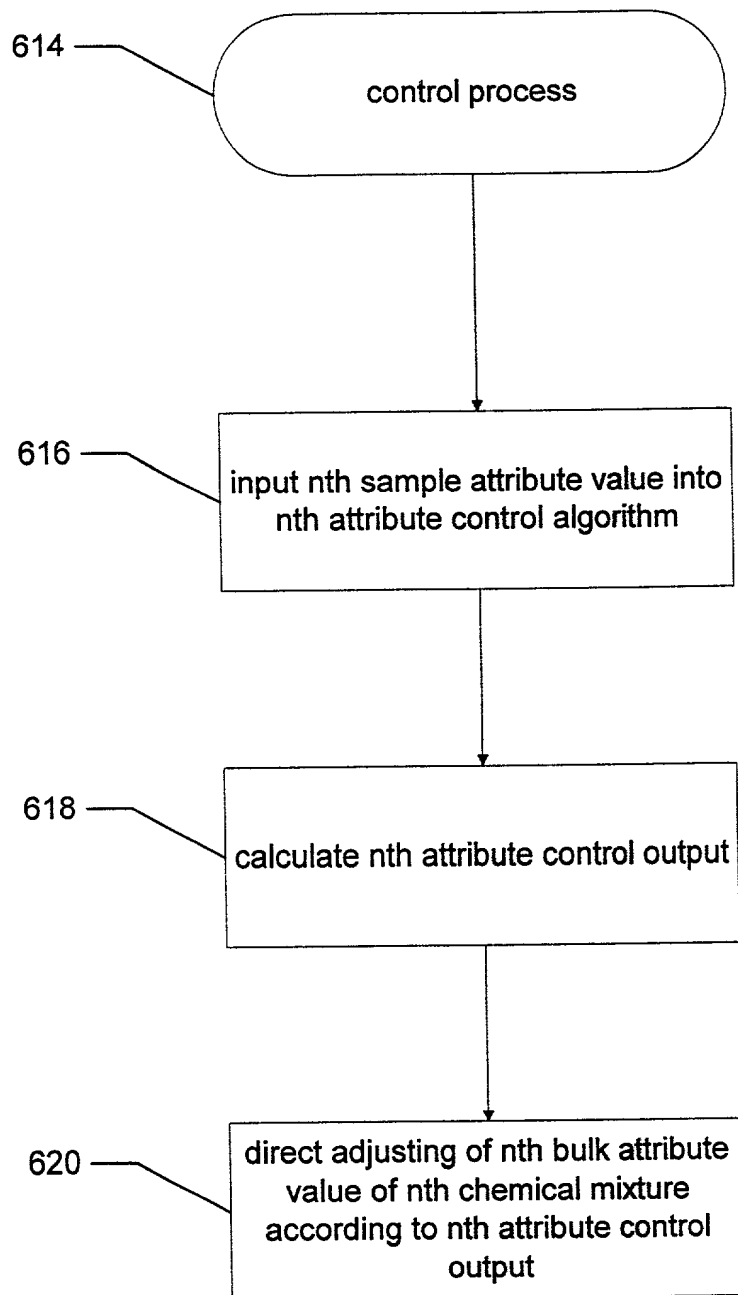 614
control process
616
input nth sample attribute value into
nth attribute control algorithm
618
calculate nth attribute control output
620
direct adjusting of nth bulk attribute
value of nth chemical mixture
according to nth attribute control
output